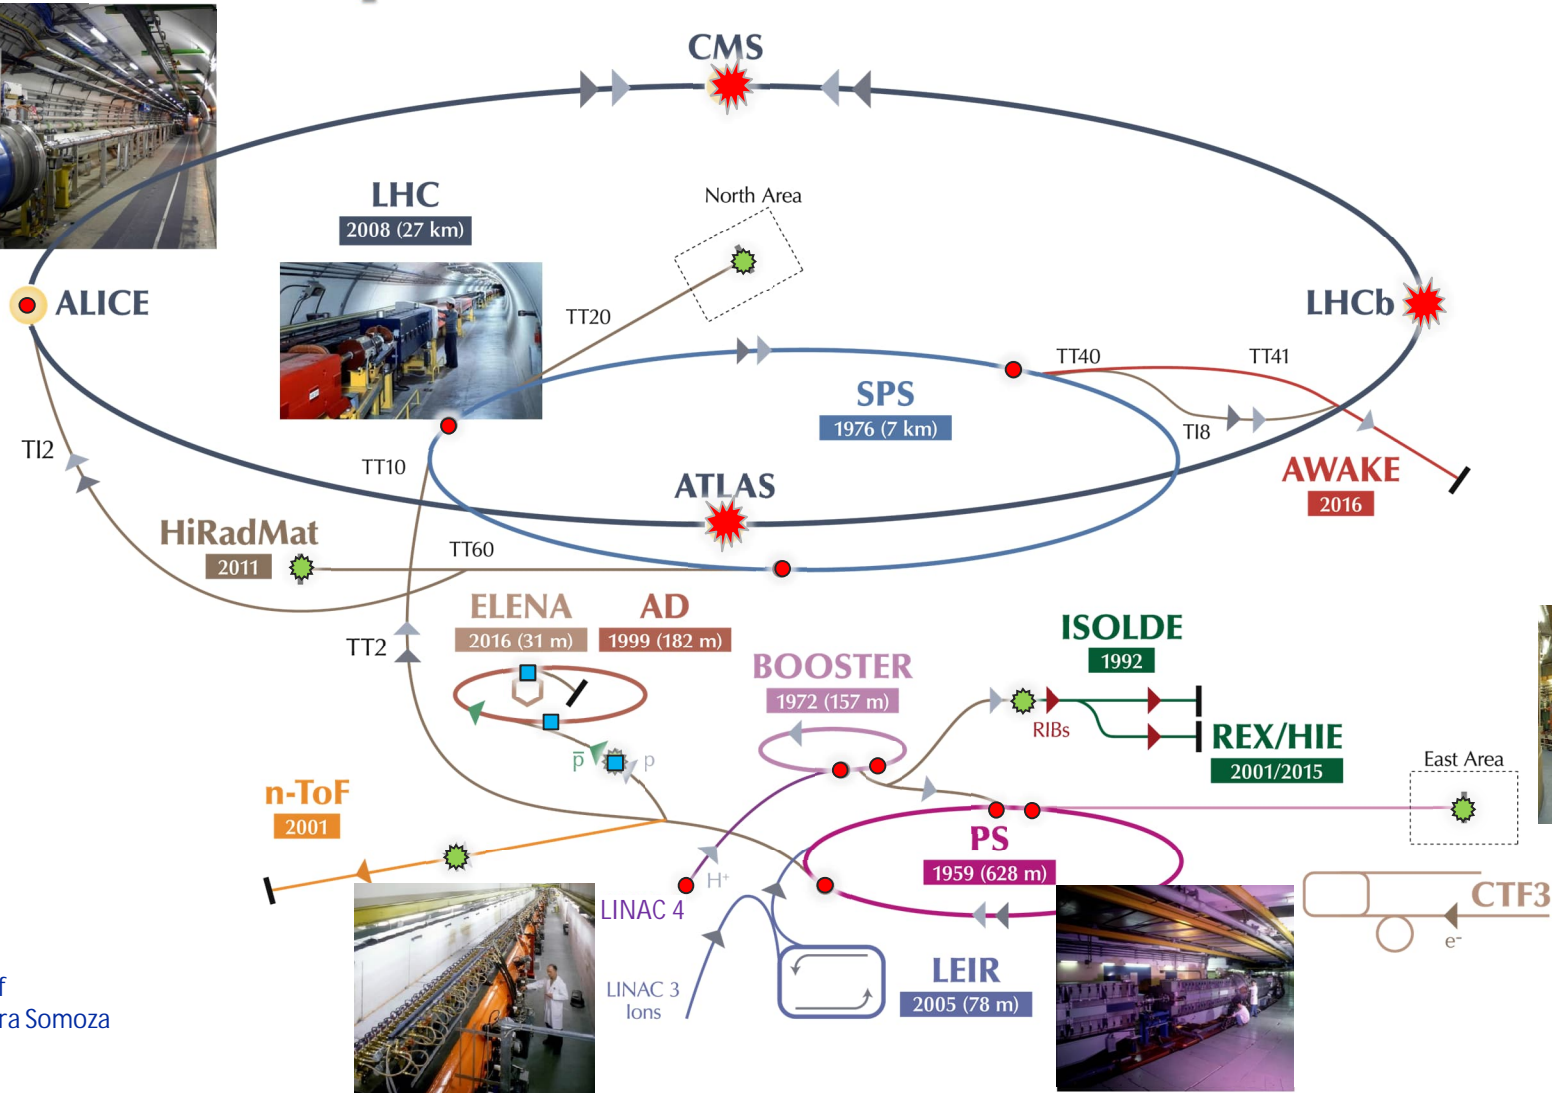 CMS
LHC
2008 (27 km)
North Area
ALICE
LHCb
TT20
TT40
TT41
SPS
1976 (7 km)
TI8
TI2
TT10
AWAKE
2016
ATLAS
HiRadMat
2011
TT60
ELENA
2016 (31 m)
AD
1999 (182 m)
TT2
ISOLDE
1992
BOOSTER
1972 (157 m)
RIBs
REX/HIE
2001/2015
East Area
p̅
p
n-ToF
2001
PS
1959 (628 m)
H⁺
LINAC 4
CTF3
e⁻
LEIR
2005 (78 m)
LINAC 3
Ions
f
ra Somoza